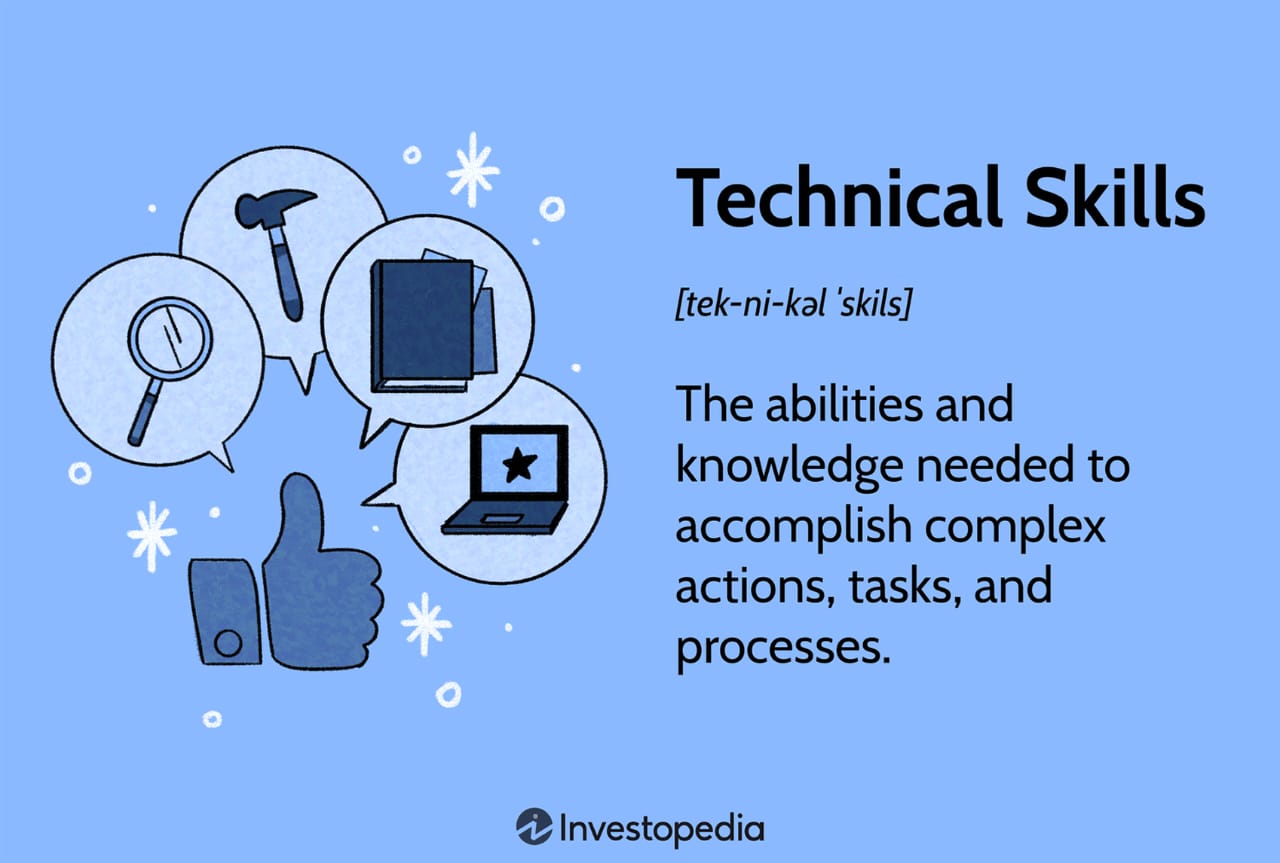 Technical Skills
[tek-ni-kəl ˈskils]
The abilities and
knowledge needed to
accomplish complex
actions, tasks, and
processes.
Investopedia